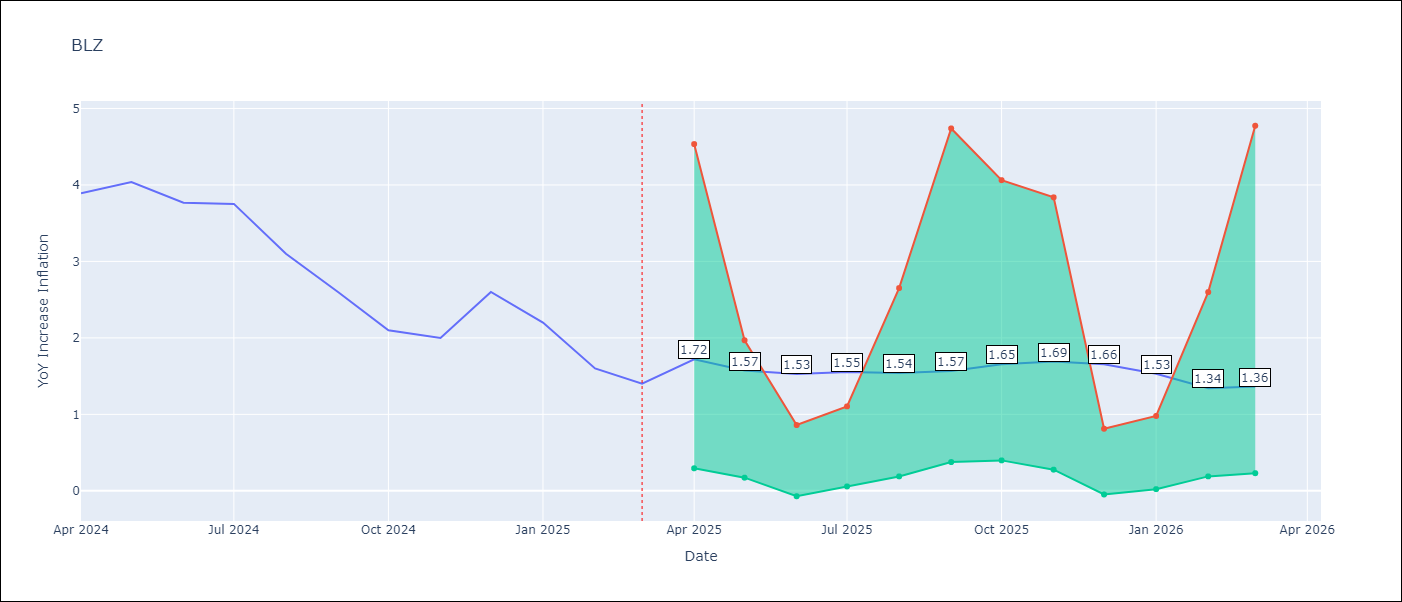 BLZ
YoY Increase Inflation
5
4
3
2
1
0
1.72
1.57
1.53
1.55
1.54
1.57
1.65
1.69
1.66
1.53
1.34
1.36
Apr 2024
Jul 2024
Oct 2024
Jan 2025
Apr 2025
Jul 2025
Oct 2025
Jan 2026
Apr 2026
Date